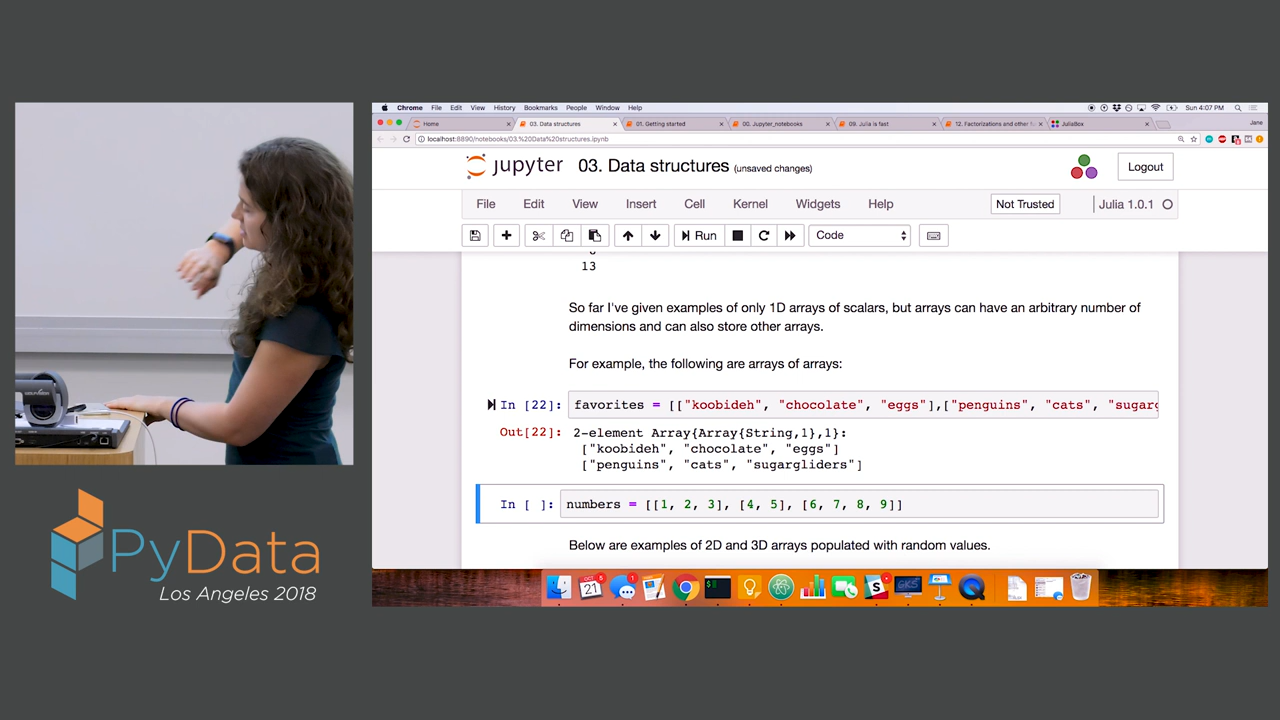 Chrome File Edit View History Bookmarks People Window Help Sun 4:07 PM
Home 03. Data structures 01. Getting started 00. Jupyter_notebooks 09. Julia is fast 12. Factorizations and other f JuliaBox Jane
localhost:8890/notebooks/03.%20Data%20structures.ipynb
jupyter 03. Data structures (unsaved changes) Logout
File Edit View Insert Cell Kernel Widgets Help Not Trusted Julia 1.0.1
Run Code
13
So far I've given examples of only 1D arrays of scalars, but arrays can have an arbitrary number of
dimensions and can also store other arrays.
For example, the following are arrays of arrays:
In [22]: favorites = [["koobideh", "chocolate", "eggs"],["penguins", "cats", "sugarg
Out[22]: 2-element Array{Array{String,1},1}:
["koobideh", "chocolate", "eggs"]
["penguins", "cats", "sugargliders"]
In [ ]: numbers = [[1, 2, 3], [4, 5], [6, 7, 8, 9]]
Below are examples of 2D and 3D arrays populated with random values.
PyData
Los Angeles 2018